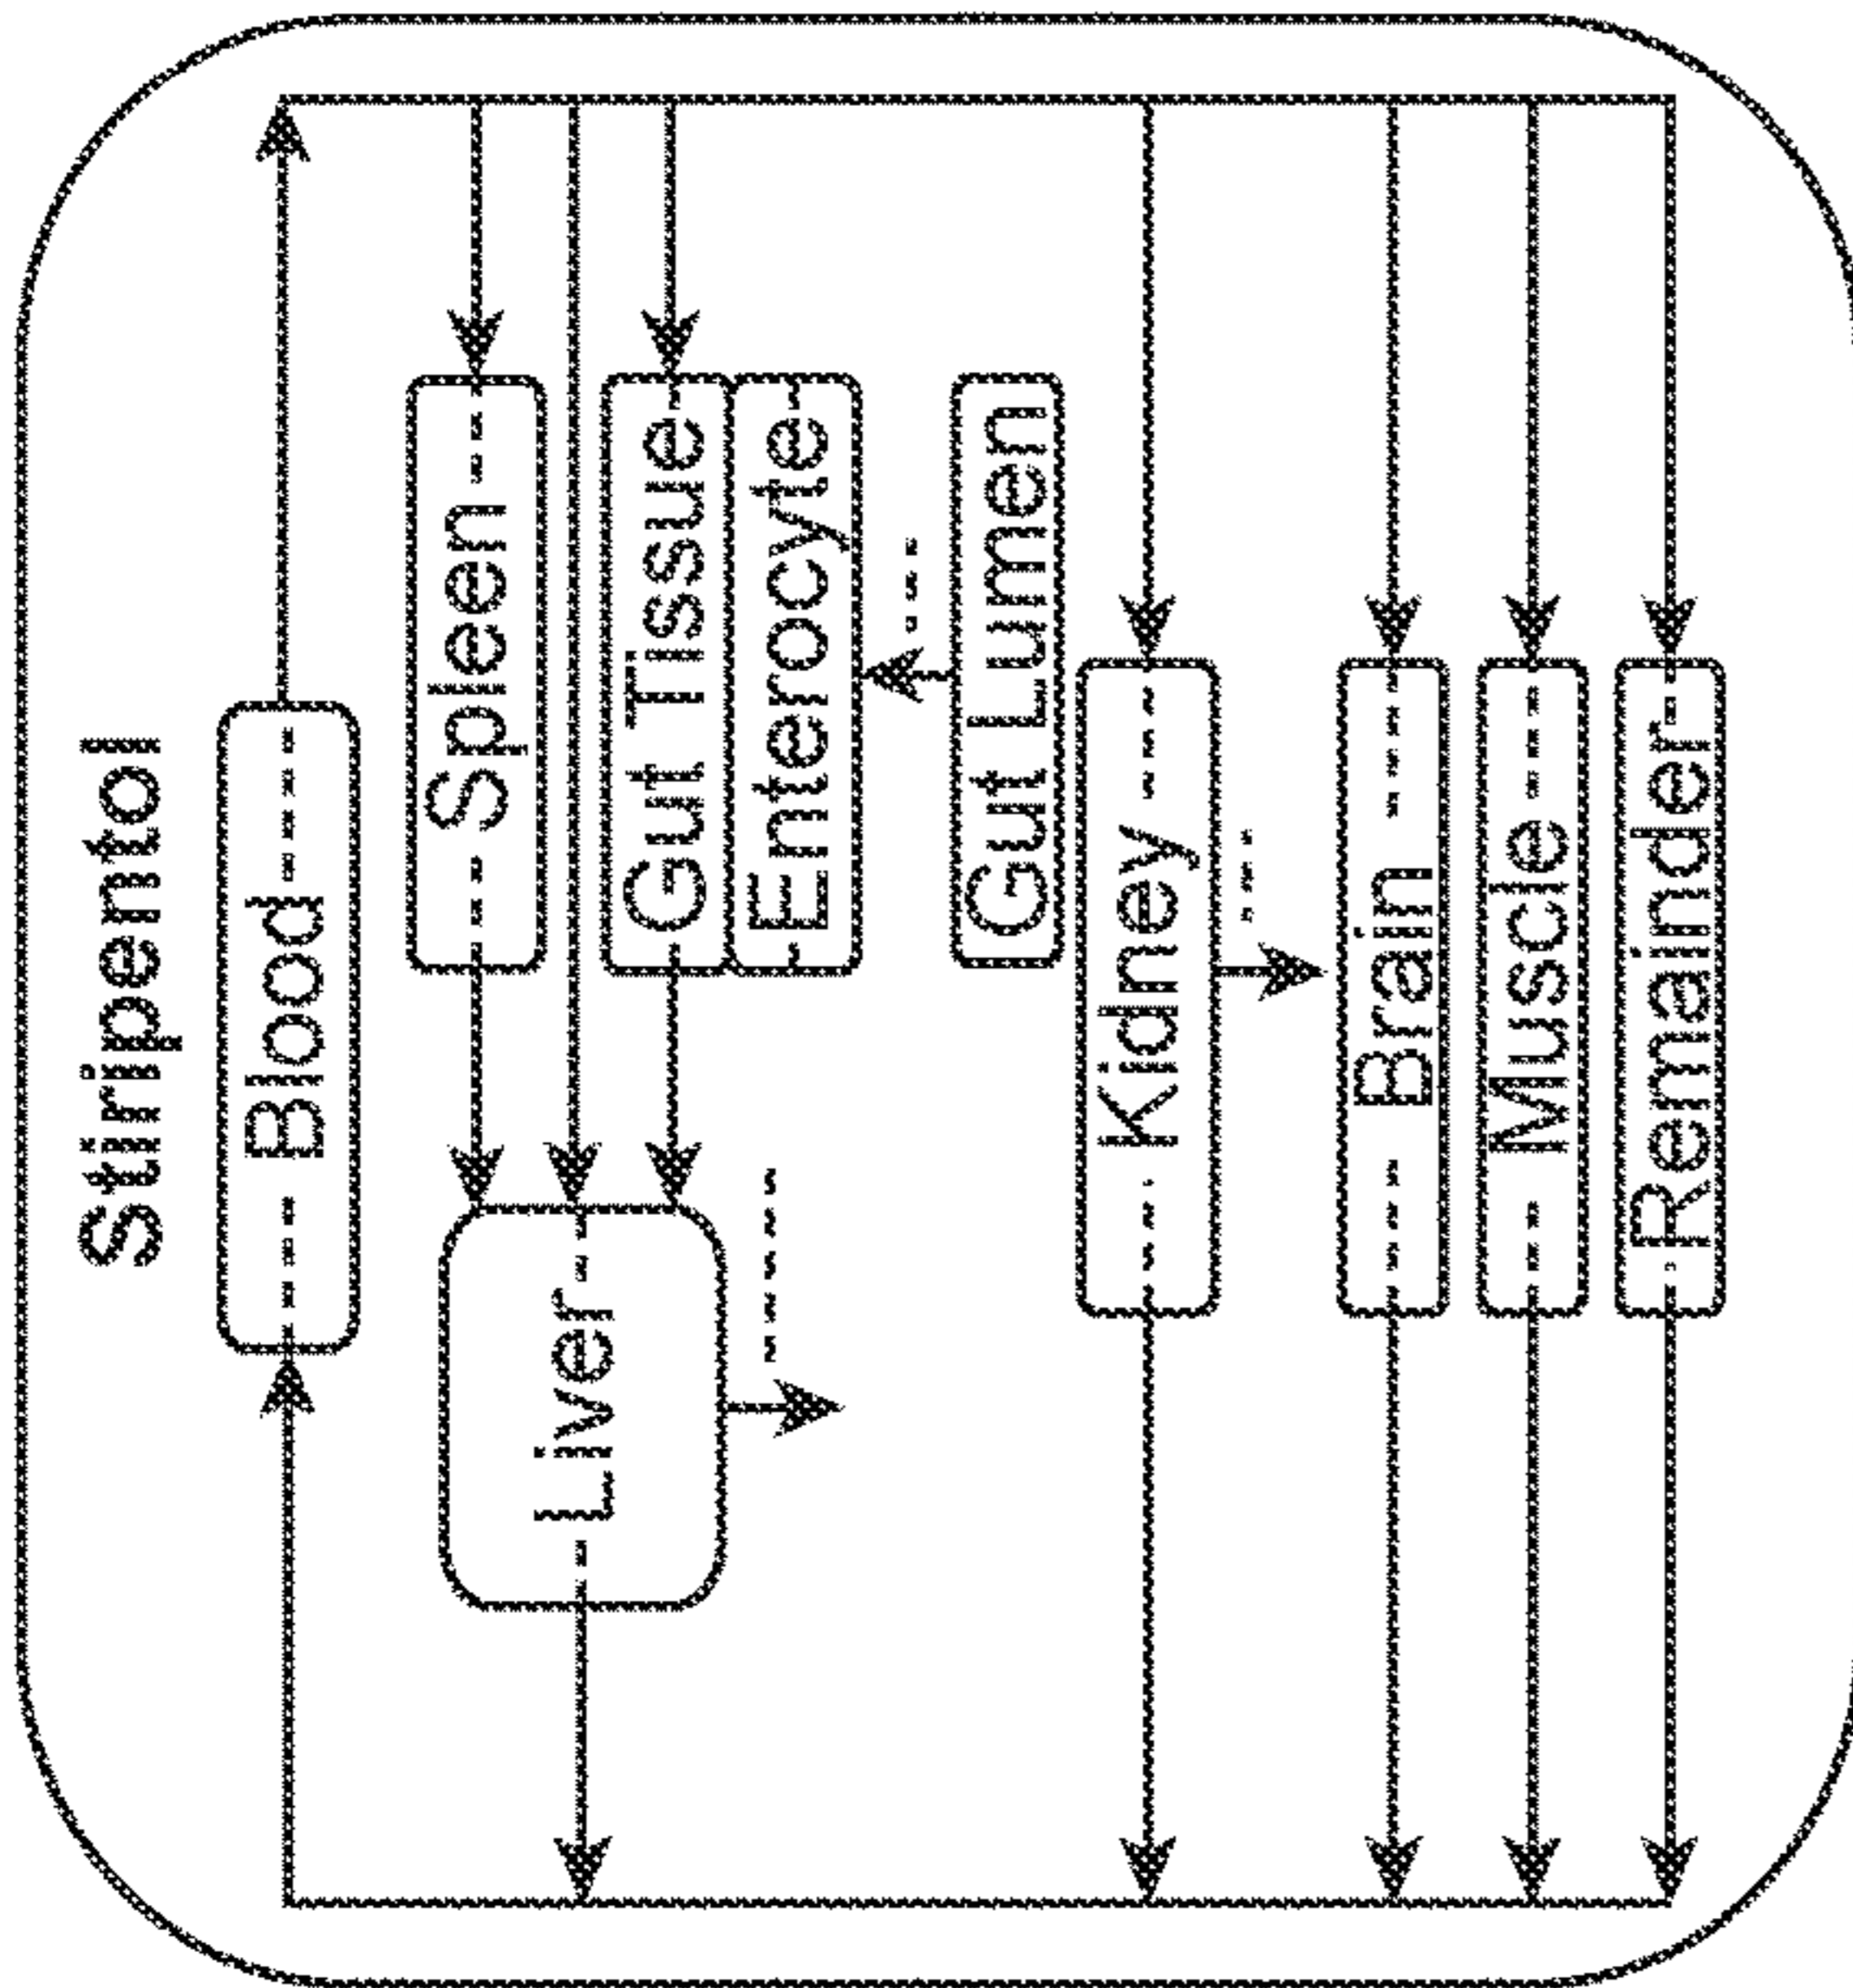 Stiripentol
Blood
Spleen
Liver
Gut Tissue
Enterocyte
Gut Lumen
Kidney
Brain
Muscle
Remainder